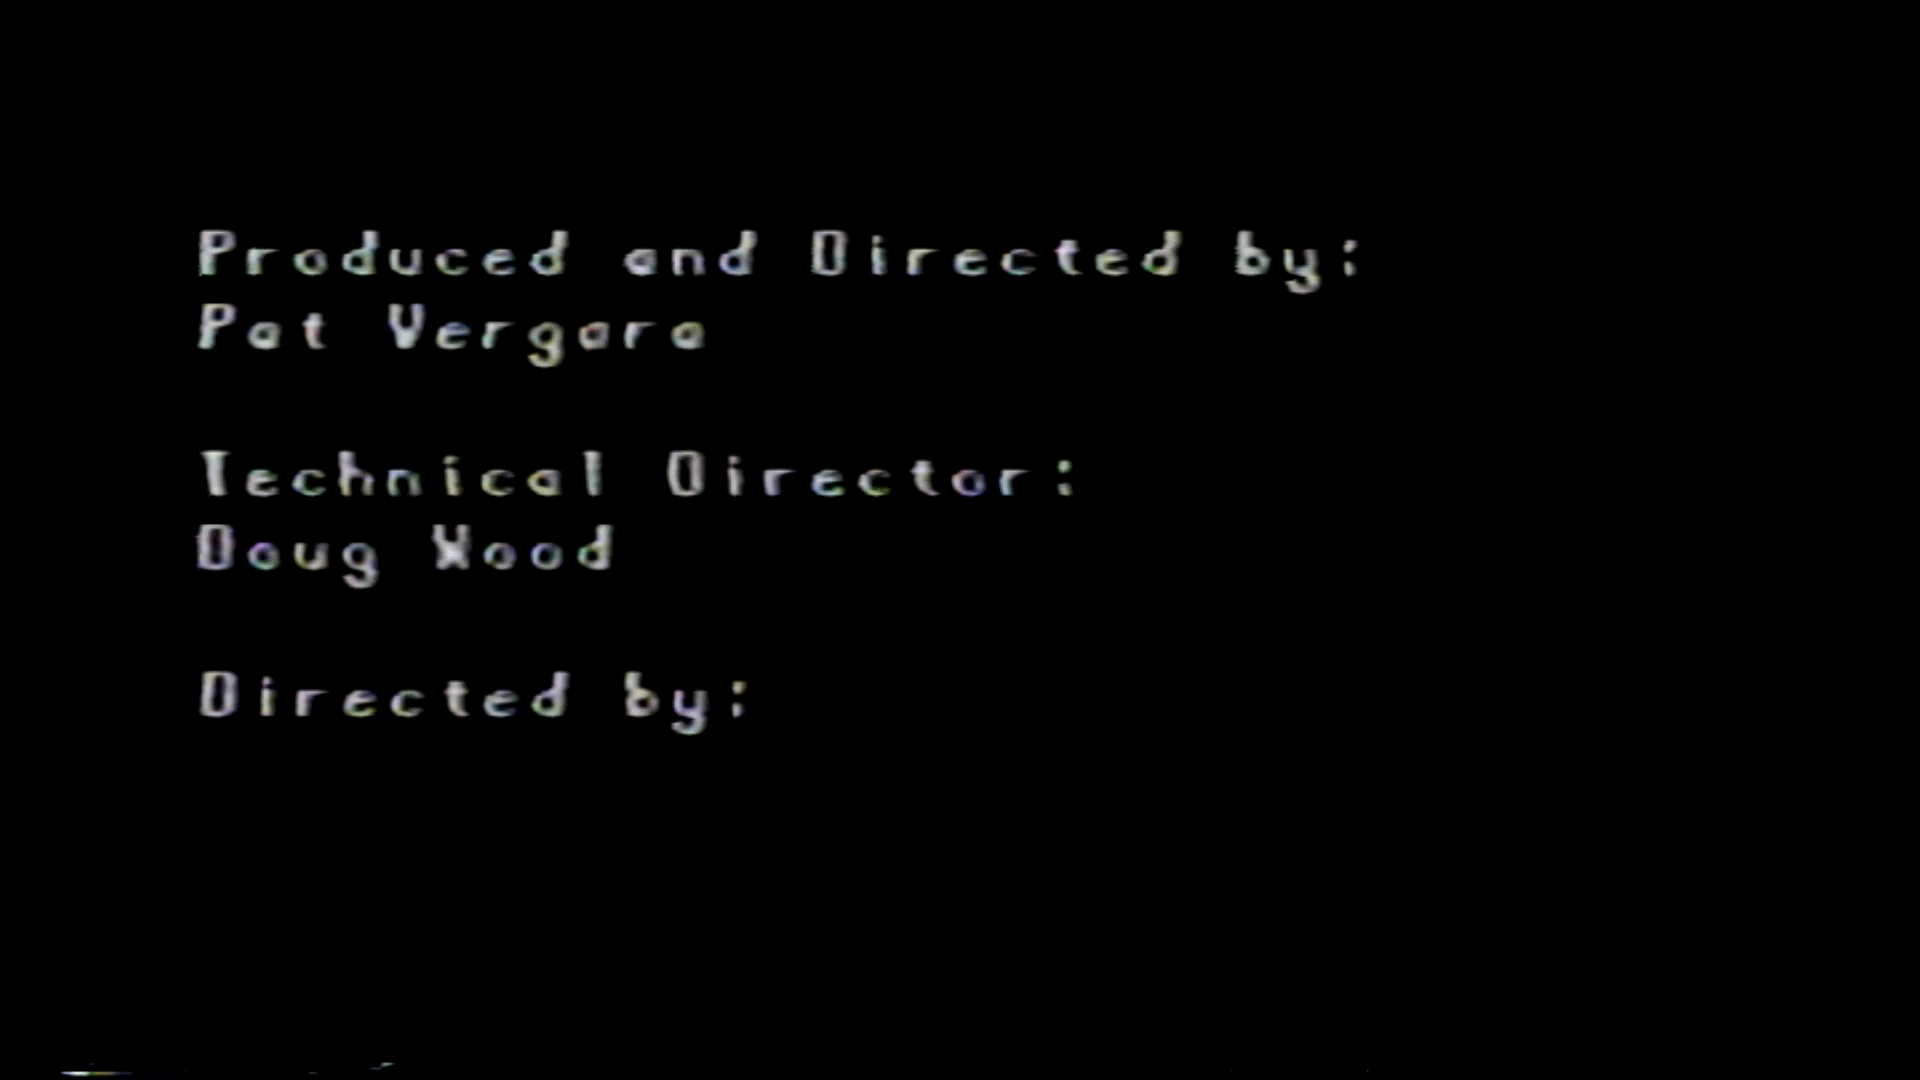 Produced and Directed by:
Pat Vergara
Technical Director:
Doug Wood
Directed by: